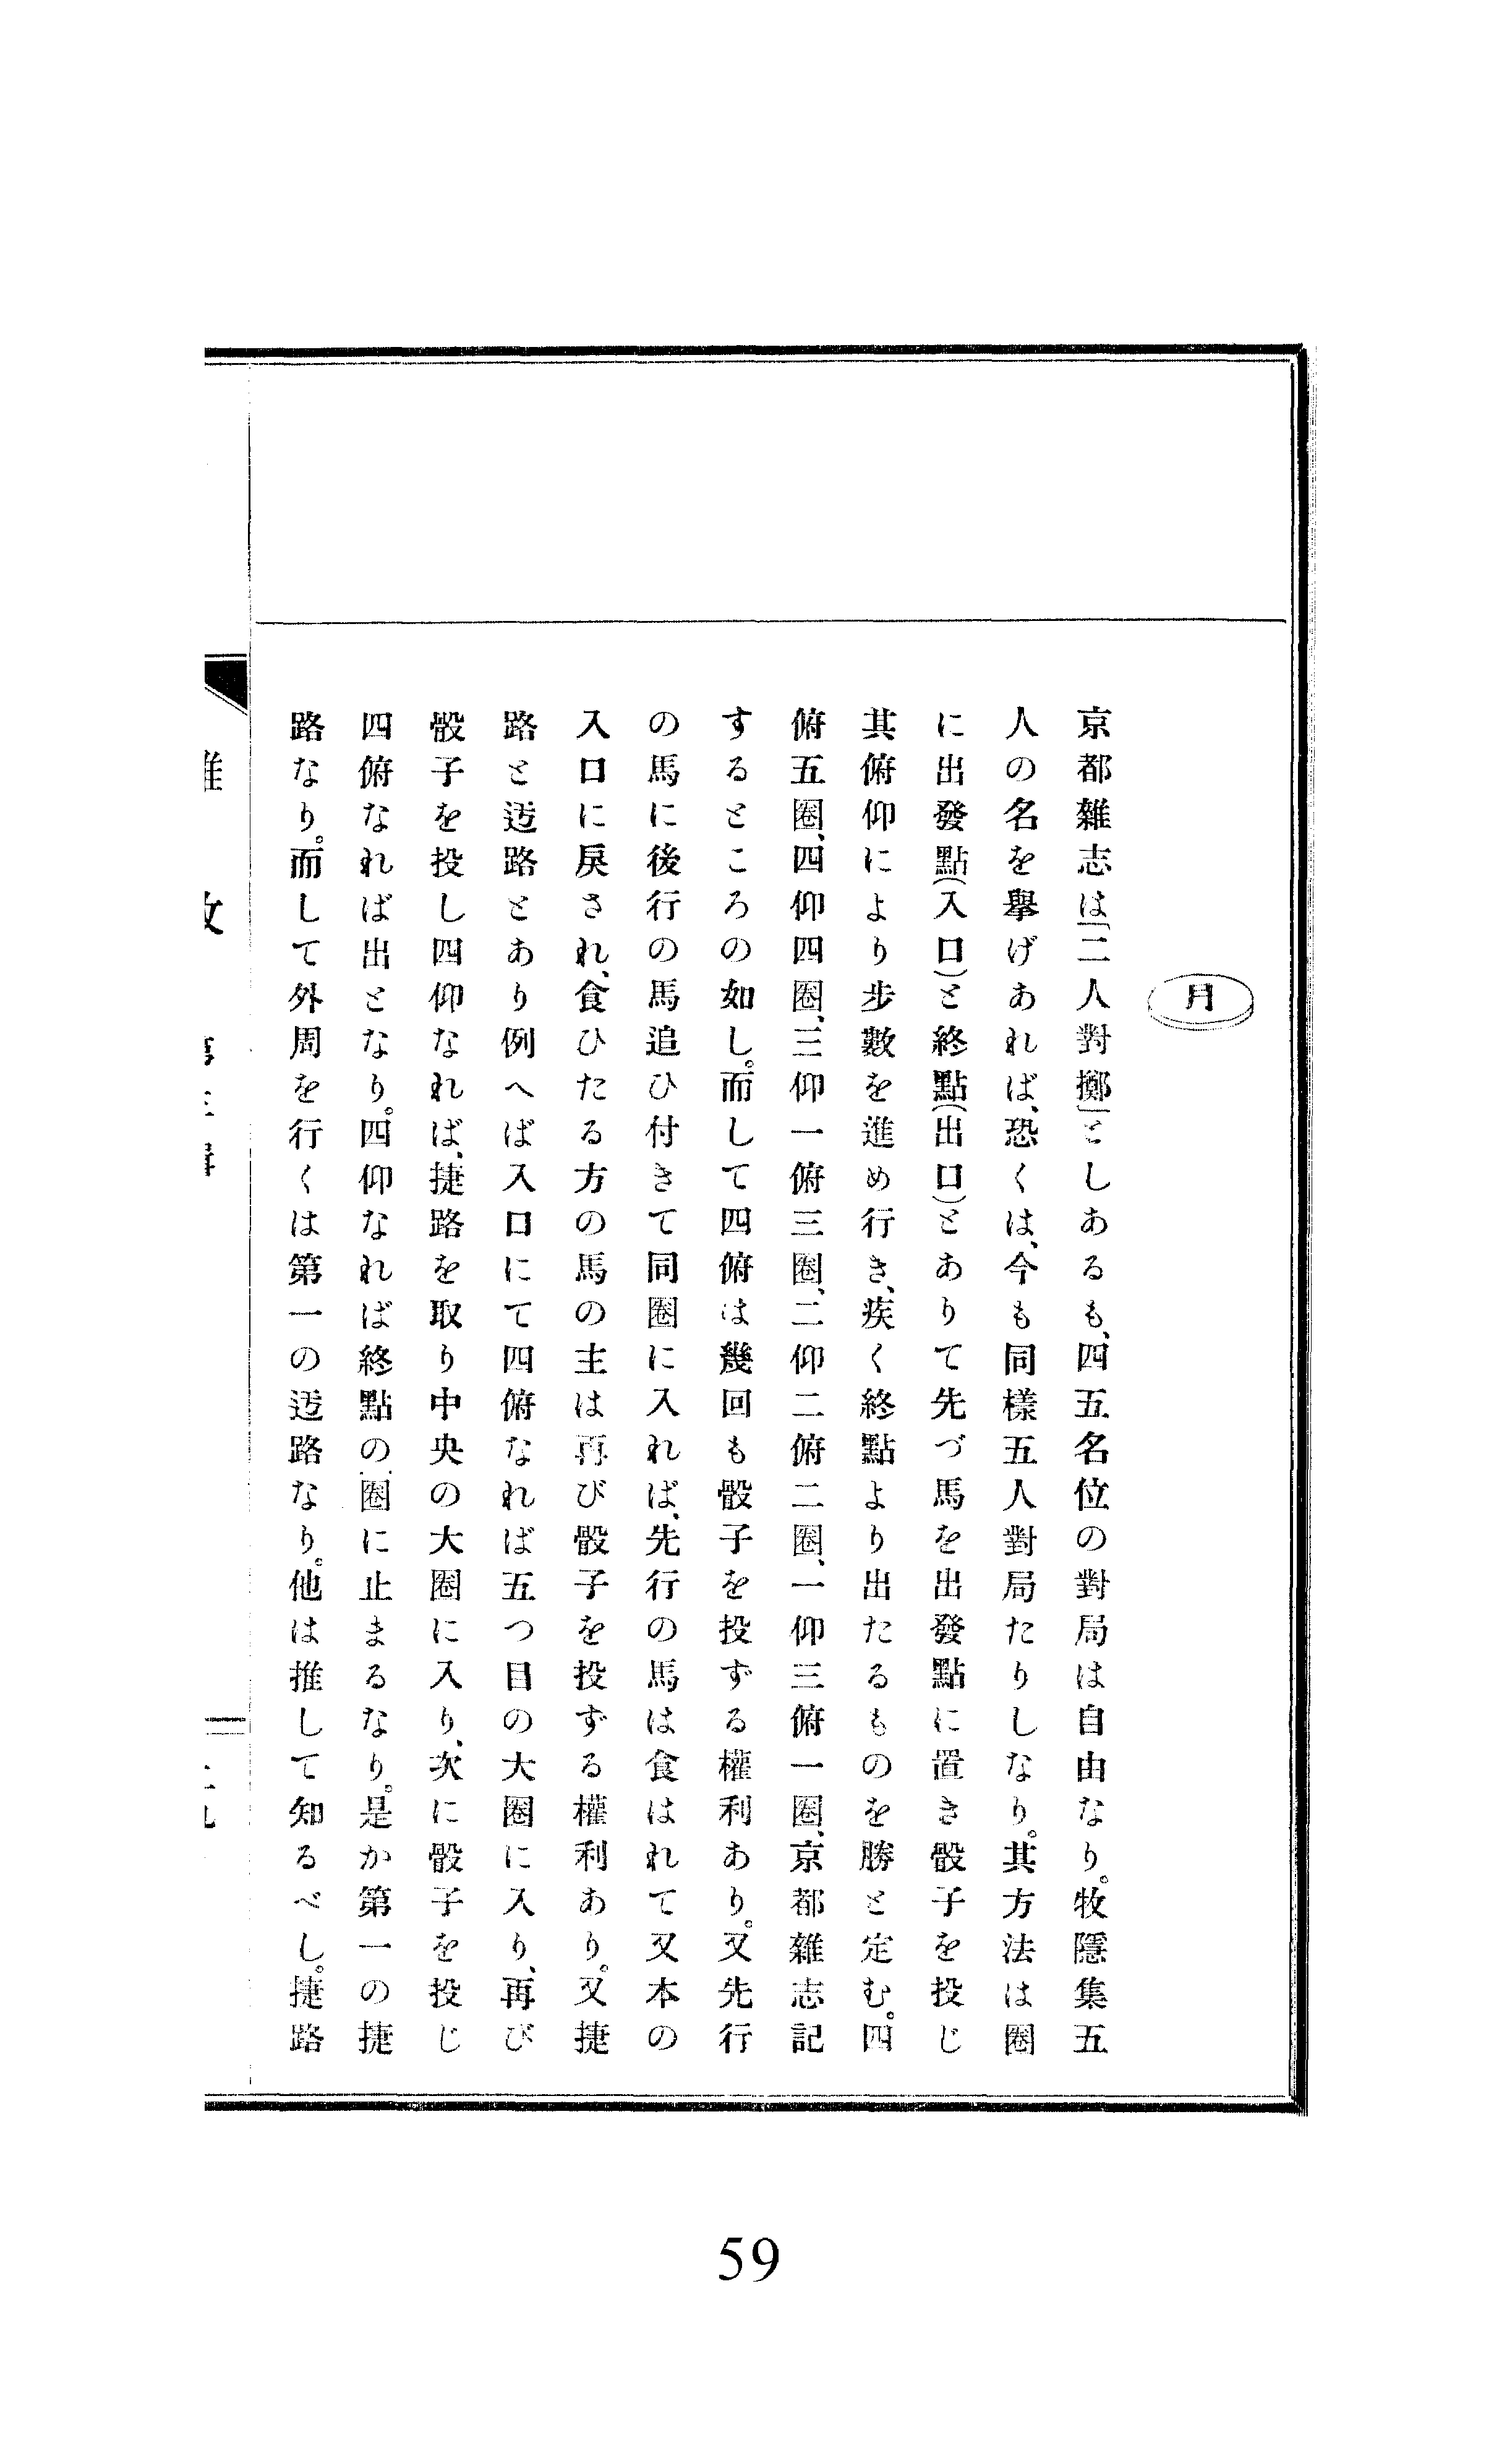 月
京都雜志は「二人對擲」としあるも、四五名位の對局は自由なり。牧隱集五
人の名を擧げあれば、恐くは、今も同樣五人對局たりしなり。其方法は圈
に出發點(入口)と終點(出口)とありて先づ馬を出發點に置き骰子を投じ
其俯仰により步數を進め行き、疾く終點より出たるものを勝と定む。四
俯五圈、四仰四圈、三仰一俯三圈、二仰二俯二圈、一仰三俯一圈、京都雜志記
するところの如し。而して四俯は幾回も骰子を投ずる權利あり。又先行
の馬に後行の馬追ひ付きて同圈に入れば、先行の馬は食はれて又本の
入口に戾され、食ひたる方の馬の主は再び骰子を投ずる權利あり。又捷
路と迃路とあり例へば入口にて四俯なれば五つ目の大圈に入り、再び
骰子を投し四仰なれば、捷路を取り中央の大圈に入り、次に骰子を投じ
四俯なれば出となり。四仰なれば終點の圈に止まるなり。是か第一の捷
路なり。而して外周を行くは第一の迃路なり。他は推して知るべし。捷路
59